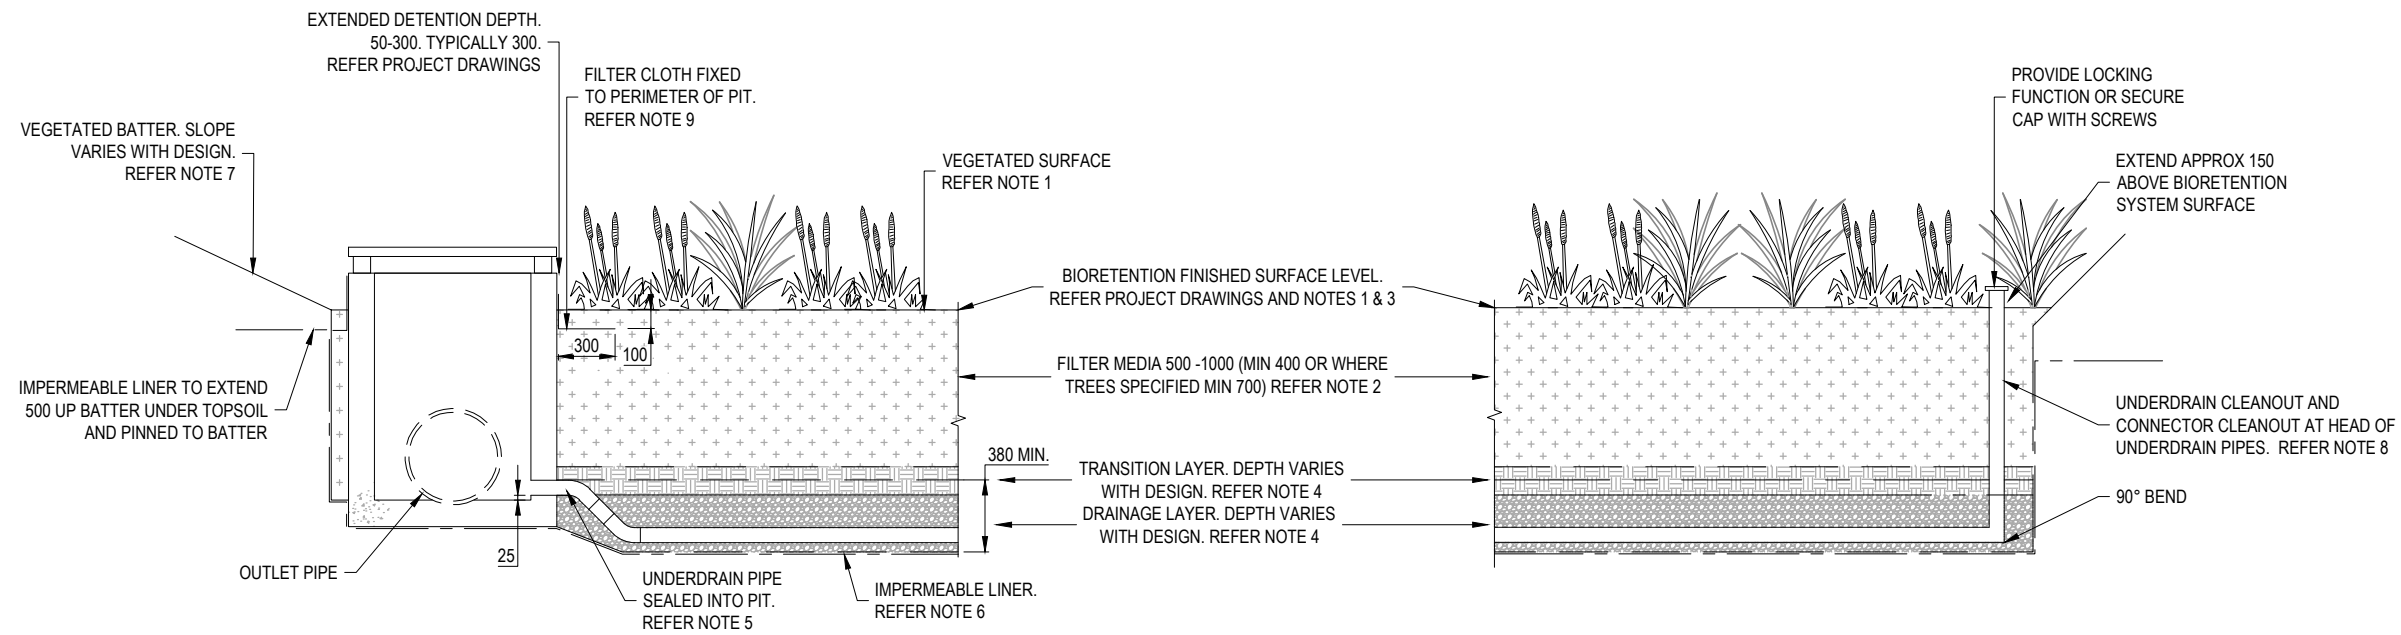 EXTENDED DETENTION DEPTH.
50-300. TYPICALLY 300.
REFER PROJECT DRAWINGS
FILTER CLOTH FIXED
TO PERIMETER OF PIT.
REFER NOTE 9
VEGETATED BATTER. SLOPE
VARIES WITH DESIGN.
REFER NOTE 7
VEGETATED SURFACE
REFER NOTE 1
PROVIDE LOCKING
FUNCTION OR SECURE
CAP WITH SCREWS
EXTEND APPROX 150
ABOVE BIORETENTION
SYSTEM SURFACE
BIORETENTION FINISHED SURFACE LEVEL.
REFER PROJECT DRAWINGS AND NOTES 1 & 3
300
100
FILTER MEDIA 500 -1000 (MIN 400 OR WHERE
TREES SPECIFIED MIN 700) REFER NOTE 2
IMPERMEABLE LINER TO EXTEND
500 UP BATTER UNDER TOPSOIL
AND PINNED TO BATTER
UNDERDRAIN CLEANOUT AND
CONNECTOR CLEANOUT AT HEAD OF
UNDERDRAIN PIPES. REFER NOTE 8
380 MIN.
TRANSITION LAYER. DEPTH VARIES
WITH DESIGN. REFER NOTE 4
DRAINAGE LAYER. DEPTH VARIES
WITH DESIGN. REFER NOTE 4
90° BEND
25
OUTLET PIPE
UNDERDRAIN PIPE
SEALED INTO PIT.
REFER NOTE 5
IMPERMEABLE LINER.
REFER NOTE 6